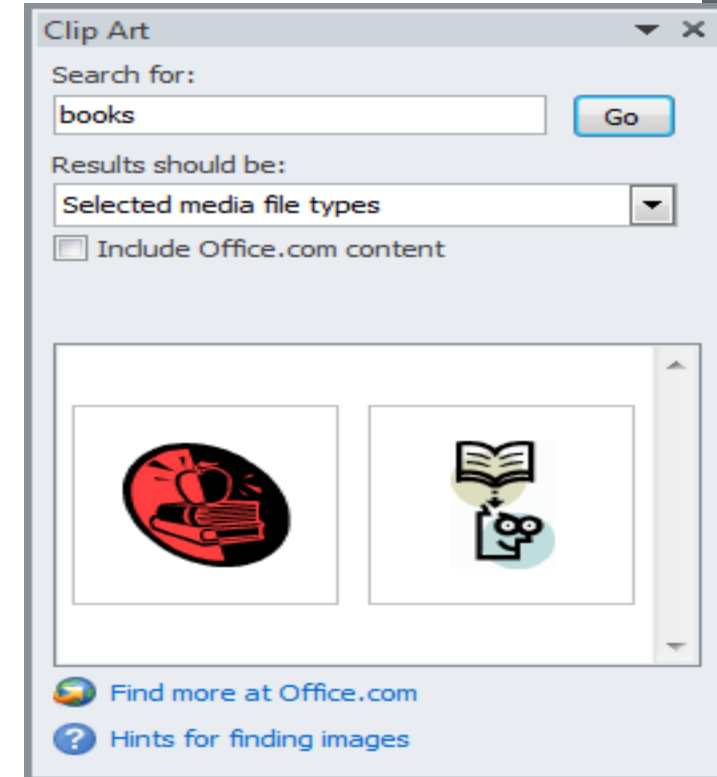 Clip Art
Search for:
books
Go
Results should be:
Selected media file types
Include Office.com content
Find more at Office.com
Hints for finding images